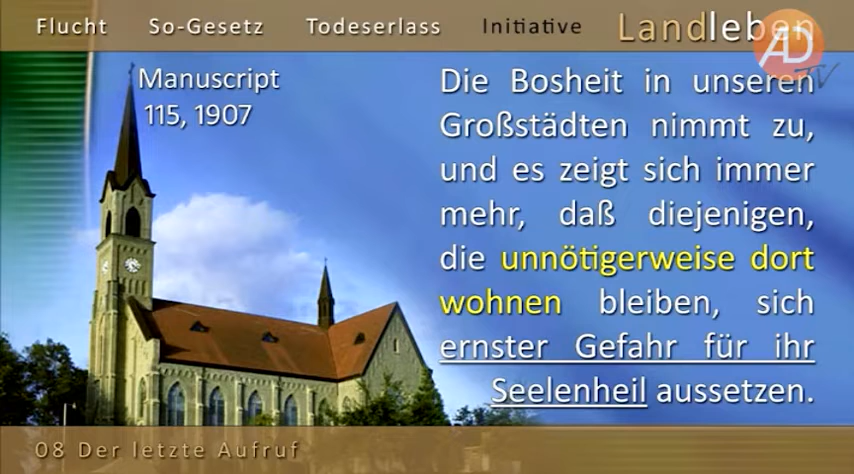 Flucht So-Gesetz Todeserlass Initiative Landleben
AD
TV
Manuscript
115, 1907
Die Bosheit in unseren
Großstädten nimmt zu,
und es zeigt sich immer
mehr, daß diejenigen,
die unnötigerweise dort
wohnen bleiben, sich
ernster Gefahr für ihr
Seelenheil aussetzen.
08 Der letzte Aufruf